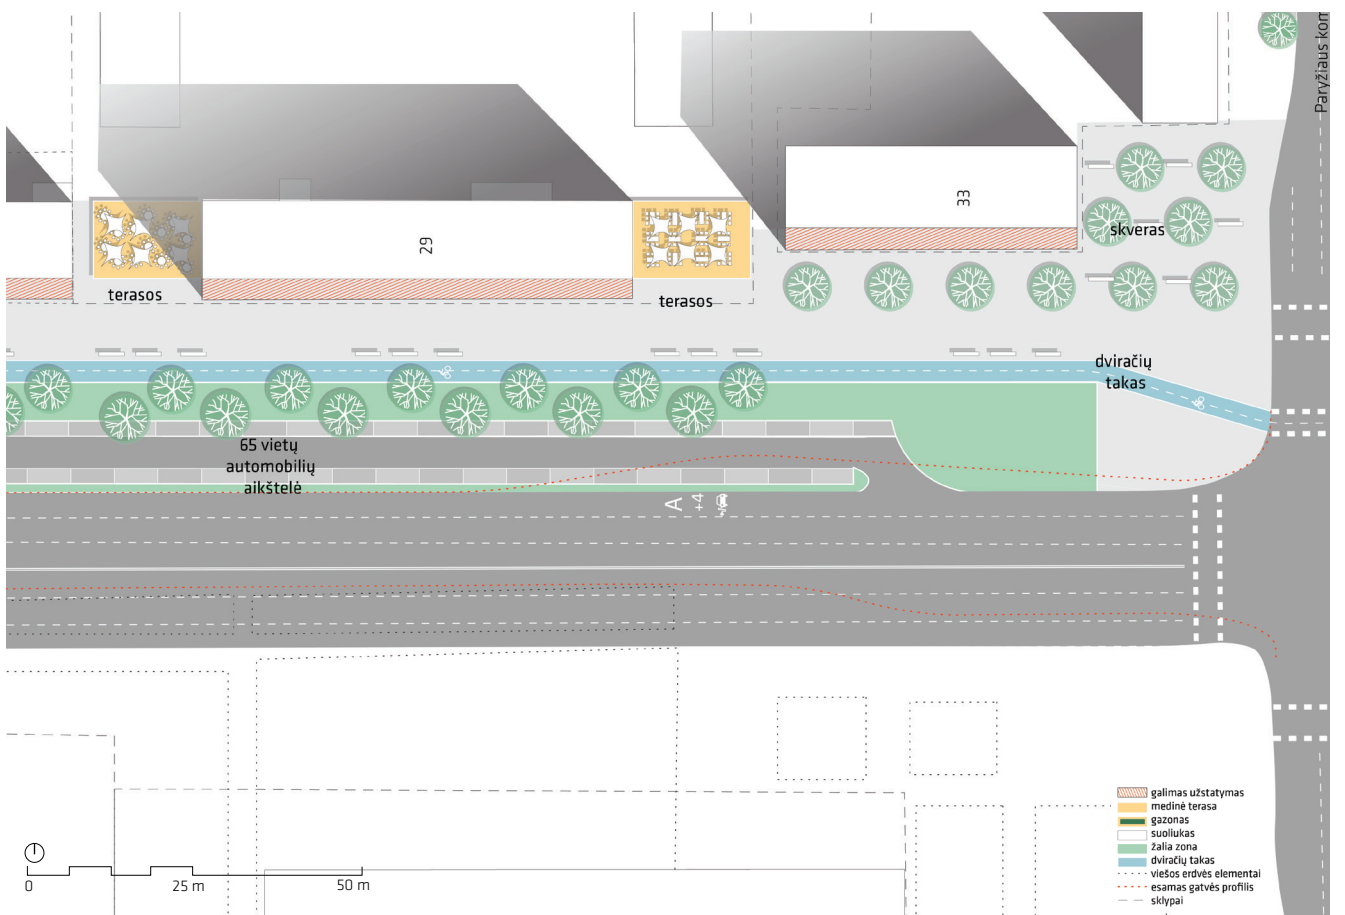 Paryžiaus kom
33
29
skveras
terasos
terasos
dviračių
takas
65 vietų
automobilių
aikštelė
A
+4
galimas užstatymas
medinė terasa
gazonas
suoliukas
žalia zona
dviračių takas
viešos erdvės elementai
esamas gatvės profilis
sklypai
0
25 m
50 m